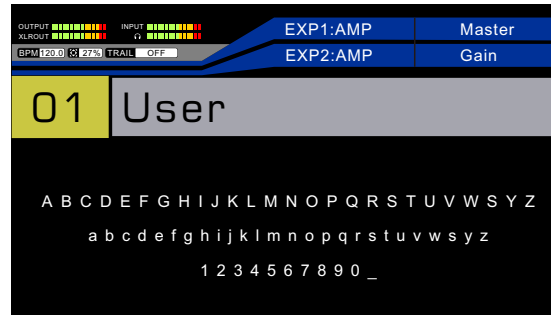 OUTPUT INPUT EXP1:AMP Master
XLROUT
BPM 120.0 27% TRAIL OFF EXP2:AMP Gain
01 User
A B C D E F G H I J K L M N O P Q R S T U V W S Y Z
a b c d e f g h i j k l m n o p q r s t u v w s y z
1 2 3 4 5 6 7 8 9 0 _